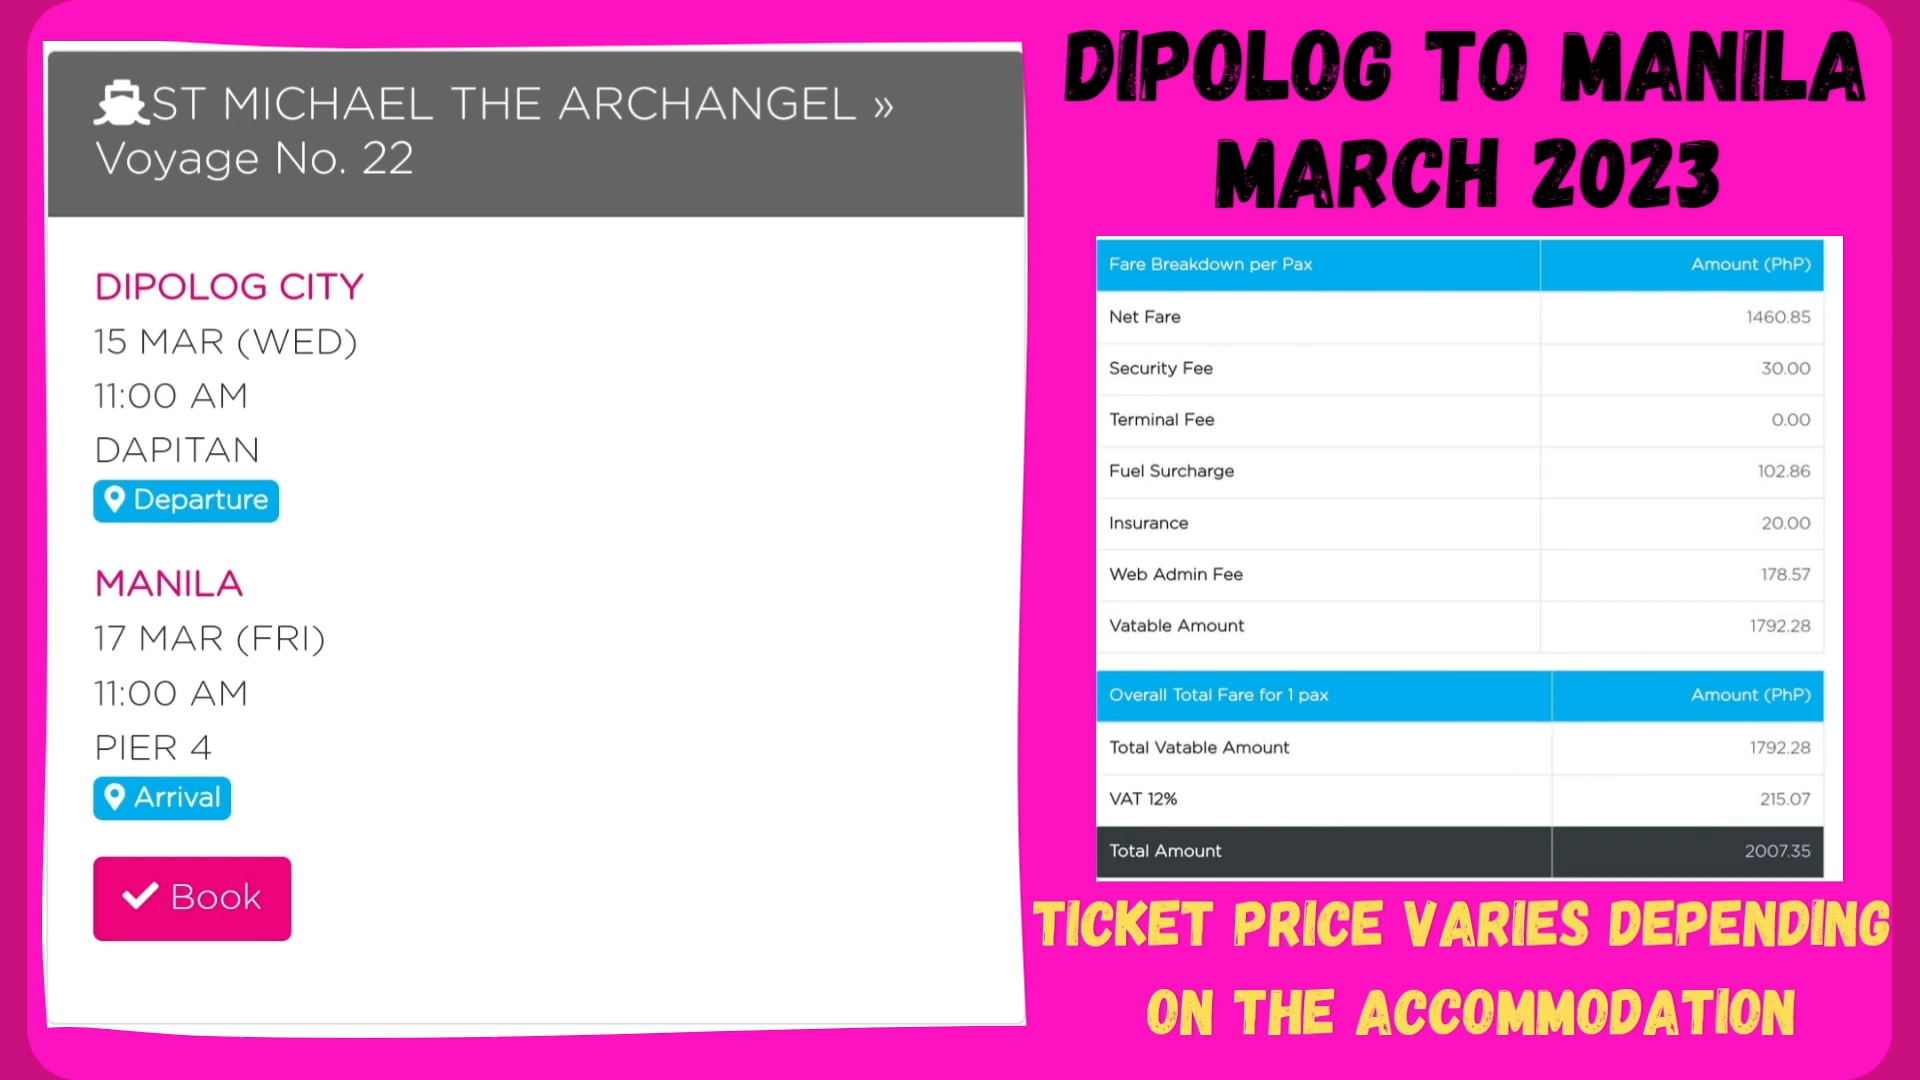 ST MICHAEL THE ARCHANGEL »
Voyage No. 22
DIPOLOG CITY
15 MAR (WED)
11:00 AM
DAPITAN
Departure
MANILA
17 MAR (FRI)
11:00 AM
PIER 4
Arrival
Book
DIPOLOG TO MANILA
MARCH 2023
Fare Breakdown per Pax Amount (PhP)
Net Fare 1460.85
Security Fee 30.00
Terminal Fee 0.00
Fuel Surcharge 102.86
Insurance 20.00
Web Admin Fee 178.57
Vatable Amount 1792.28
Overall Total Fare for 1 pax Amount (PhP)
Total Vatable Amount 1792.28
VAT 12% 215.07
Total Amount 2007.35
TICKET PRICE VARIES DEPENDING
ON THE ACCOMMODATION